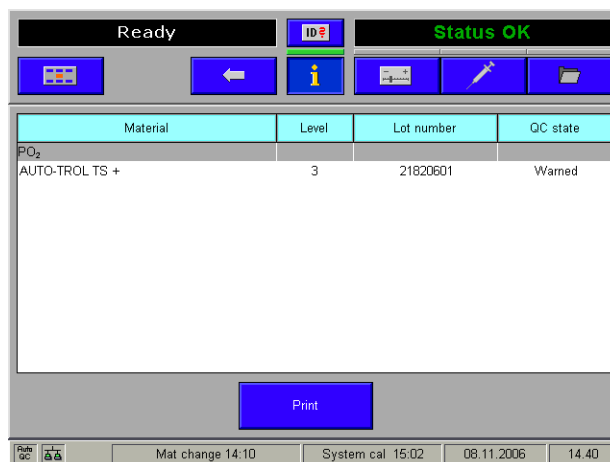 Ready
ID?
Status OK
i
Material Level Lot number QC state
PO₂
AUTO-TROL TS + 3 21820601 Warned
Print
Auto QC Mat change 14:10 System cal 15:02 08.11.2006 14.40